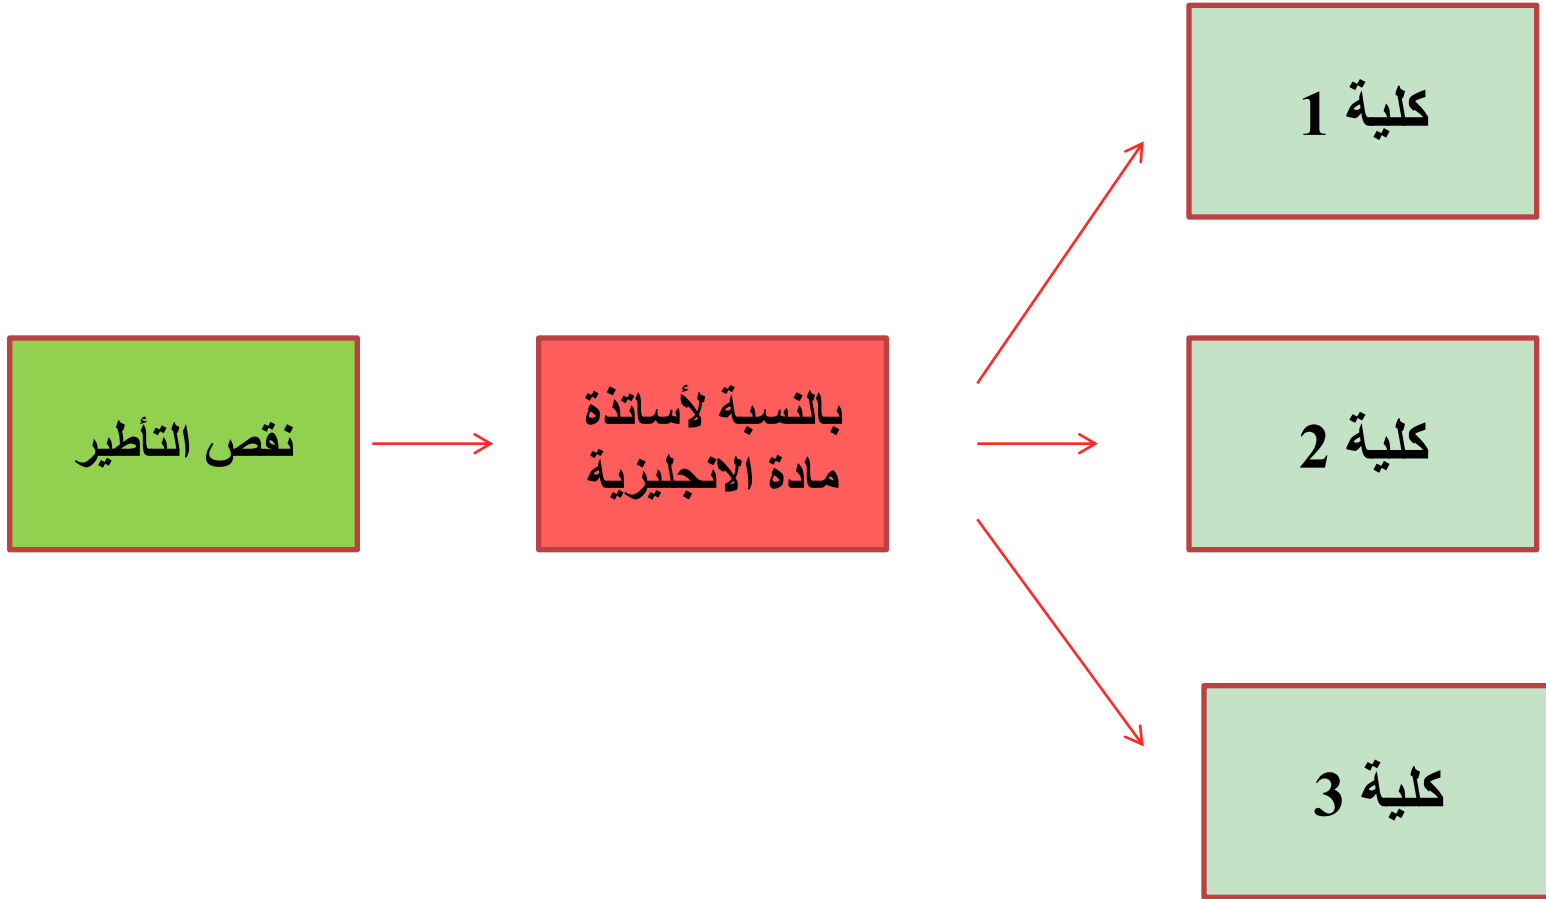 نقص التأطير
بالنسبة لأساتذة
مادة الانجليزية
كلية 1
كلية 2
كلية 3